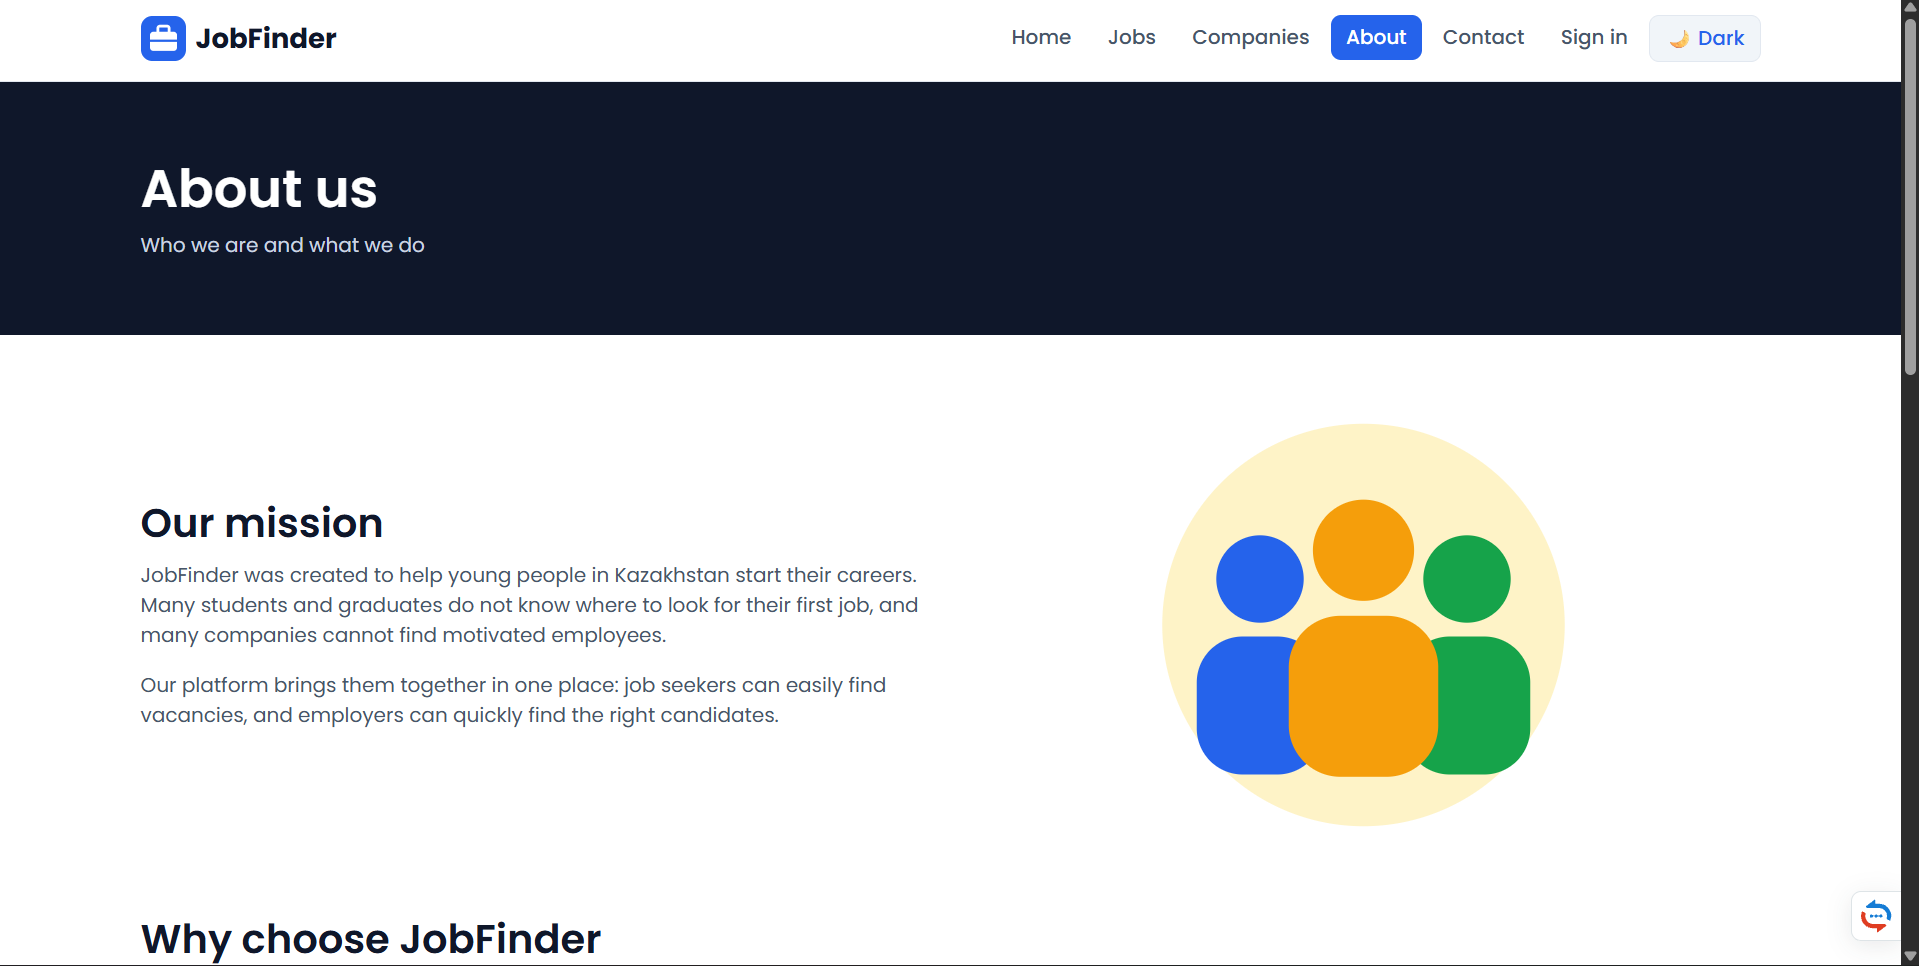 JobFinder
Home Jobs Companies About Contact Sign in 🌙 Dark
About us
Who we are and what we do
Our mission
JobFinder was created to help young people in Kazakhstan start their careers.
Many students and graduates do not know where to look for their first job, and
many companies cannot find motivated employees.
Our platform brings them together in one place: job seekers can easily find
vacancies, and employers can quickly find the right candidates.
Why choose JobFinder